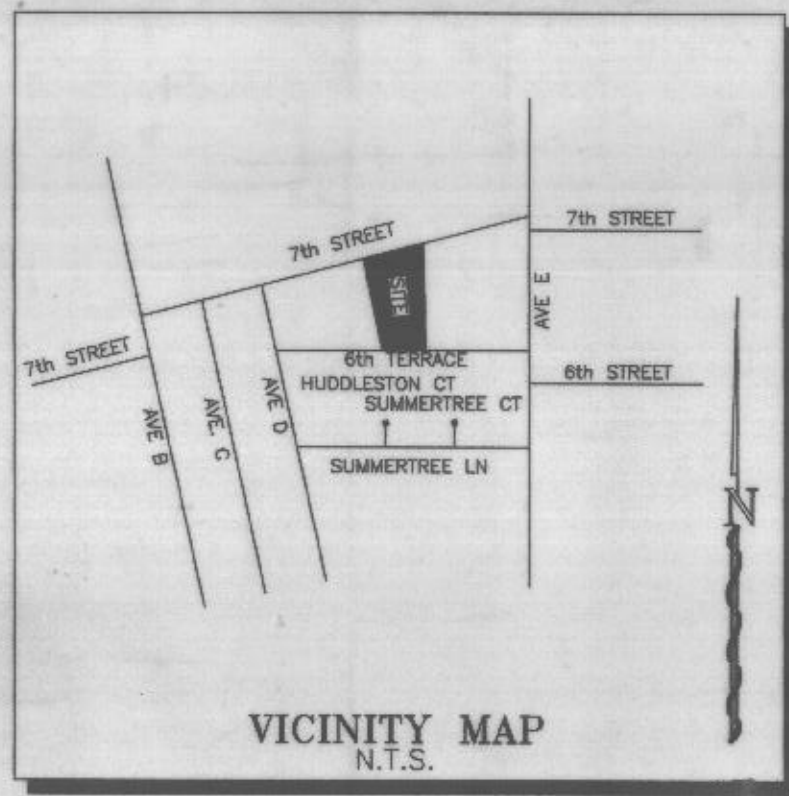 7th STREET
7th STREET
SITE
AVE E
7th STREET
6th TERRACE
6th STREET
HUDDLESTON CT
AVE D
SUMMERTREE CT
AVE B
AVE. C
SUMMERTREE LN
N
VICINITY MAP
N.T.S.